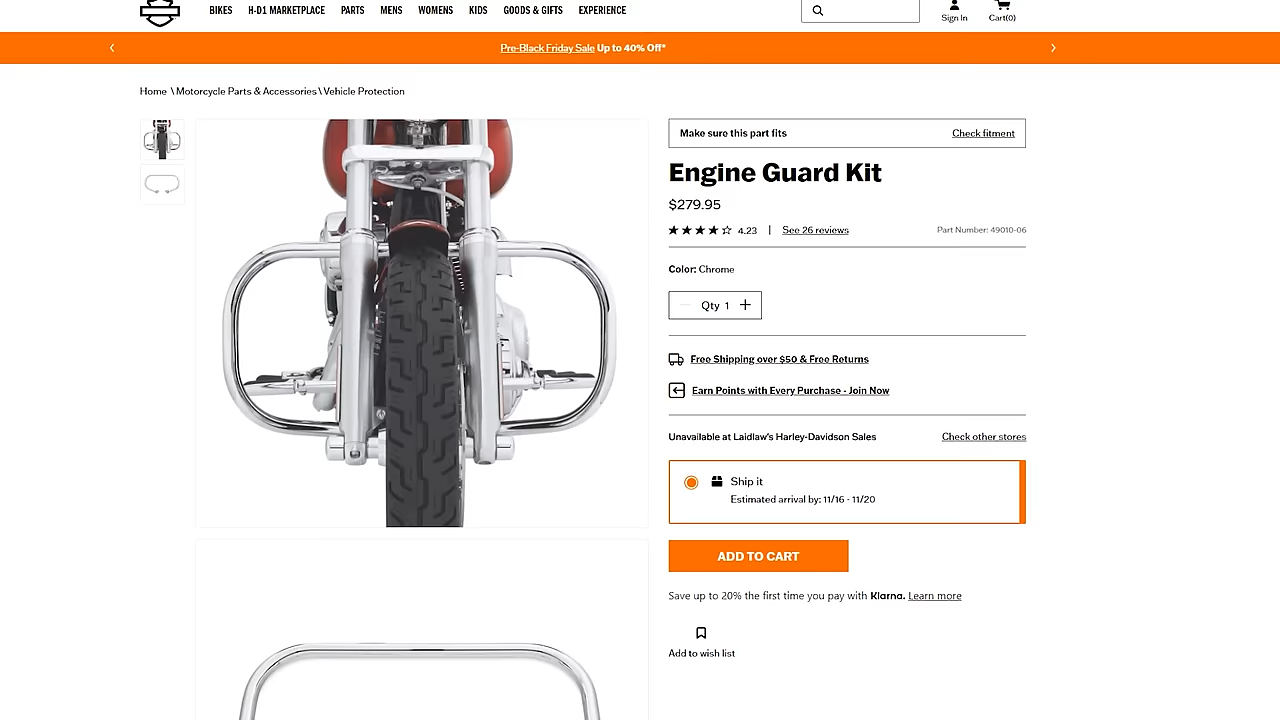 BIKES H-D1 MARKETPLACE PARTS MENS WOMENS KIDS GOODS & GIFTS EXPERIENCE
Sign In Cart(0)
Pre-Black Friday Sale Up to 40% Off*
Home \ Motorcycle Parts & Accessories \ Vehicle Protection
Make sure this part fits Check fitment
Engine Guard Kit
$279.95
4.23 | See 26 reviews Part Number: 49010-06
Color: Chrome
Qty 1
Free Shipping over $50 & Free Returns
Earn Points with Every Purchase - Join Now
Unavailable at Laidlaw's Harley-Davidson Sales Check other stores
Ship it
Estimated arrival by: 11/16 - 11/20
ADD TO CART
Save up to 20% the first time you pay with Klarna. Learn more
Add to wish list